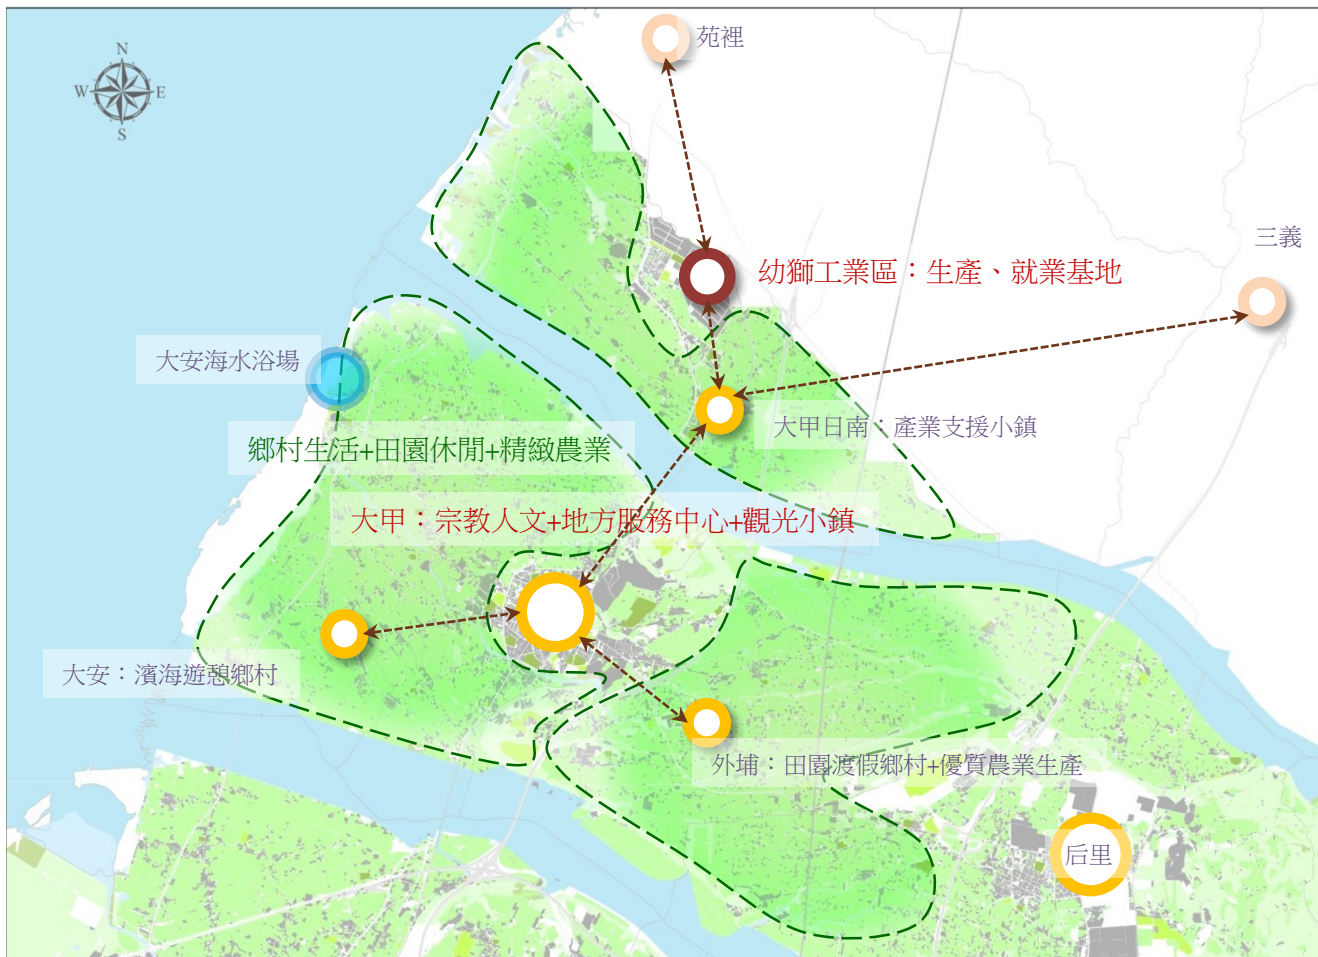 苑裡
N
W E
S
三義
幼獅工業區：生產、就業基地
大安海水浴場
大甲日南：產業支援小鎮
鄉村生活+田園休閒+精緻農業
大甲：宗教人文+地方服務中心+觀光小鎮
大安：濱海遊憩鄉村
外埔：田園渡假鄉村+優質農業生產
后里